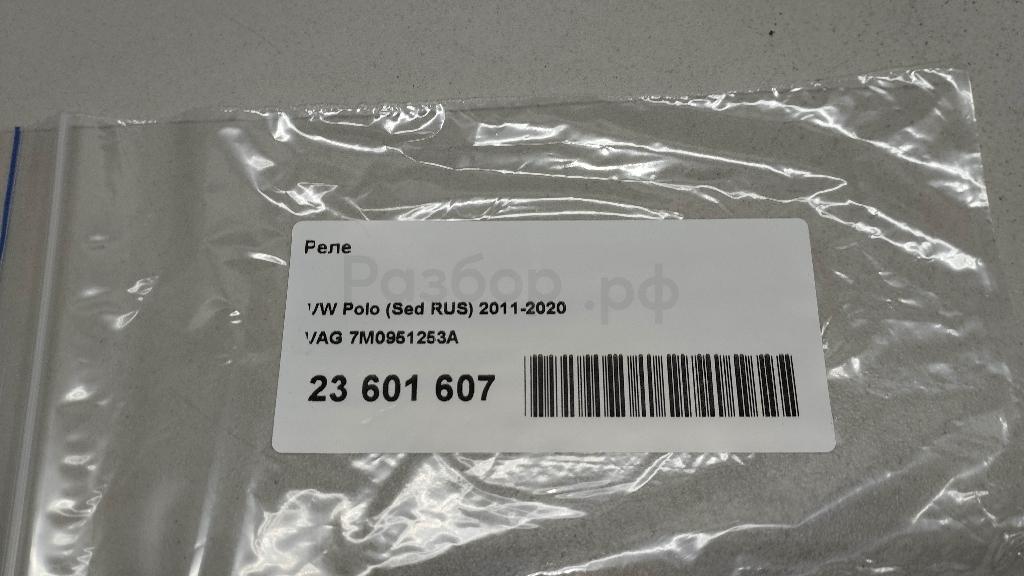 Реле
Разбор.рф
VW Polo (Sed RUS) 2011-2020
VAG 7M0951253A
23 601 607